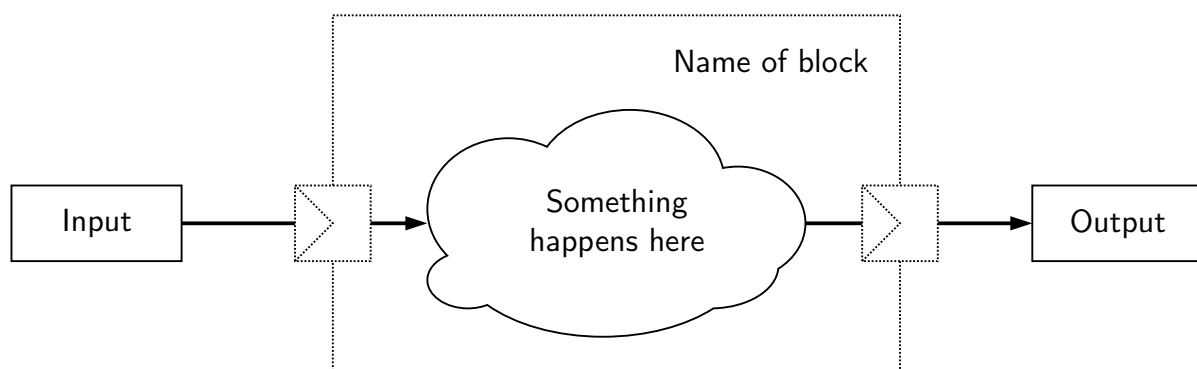 Name of block
Input
Something
happens here
Output